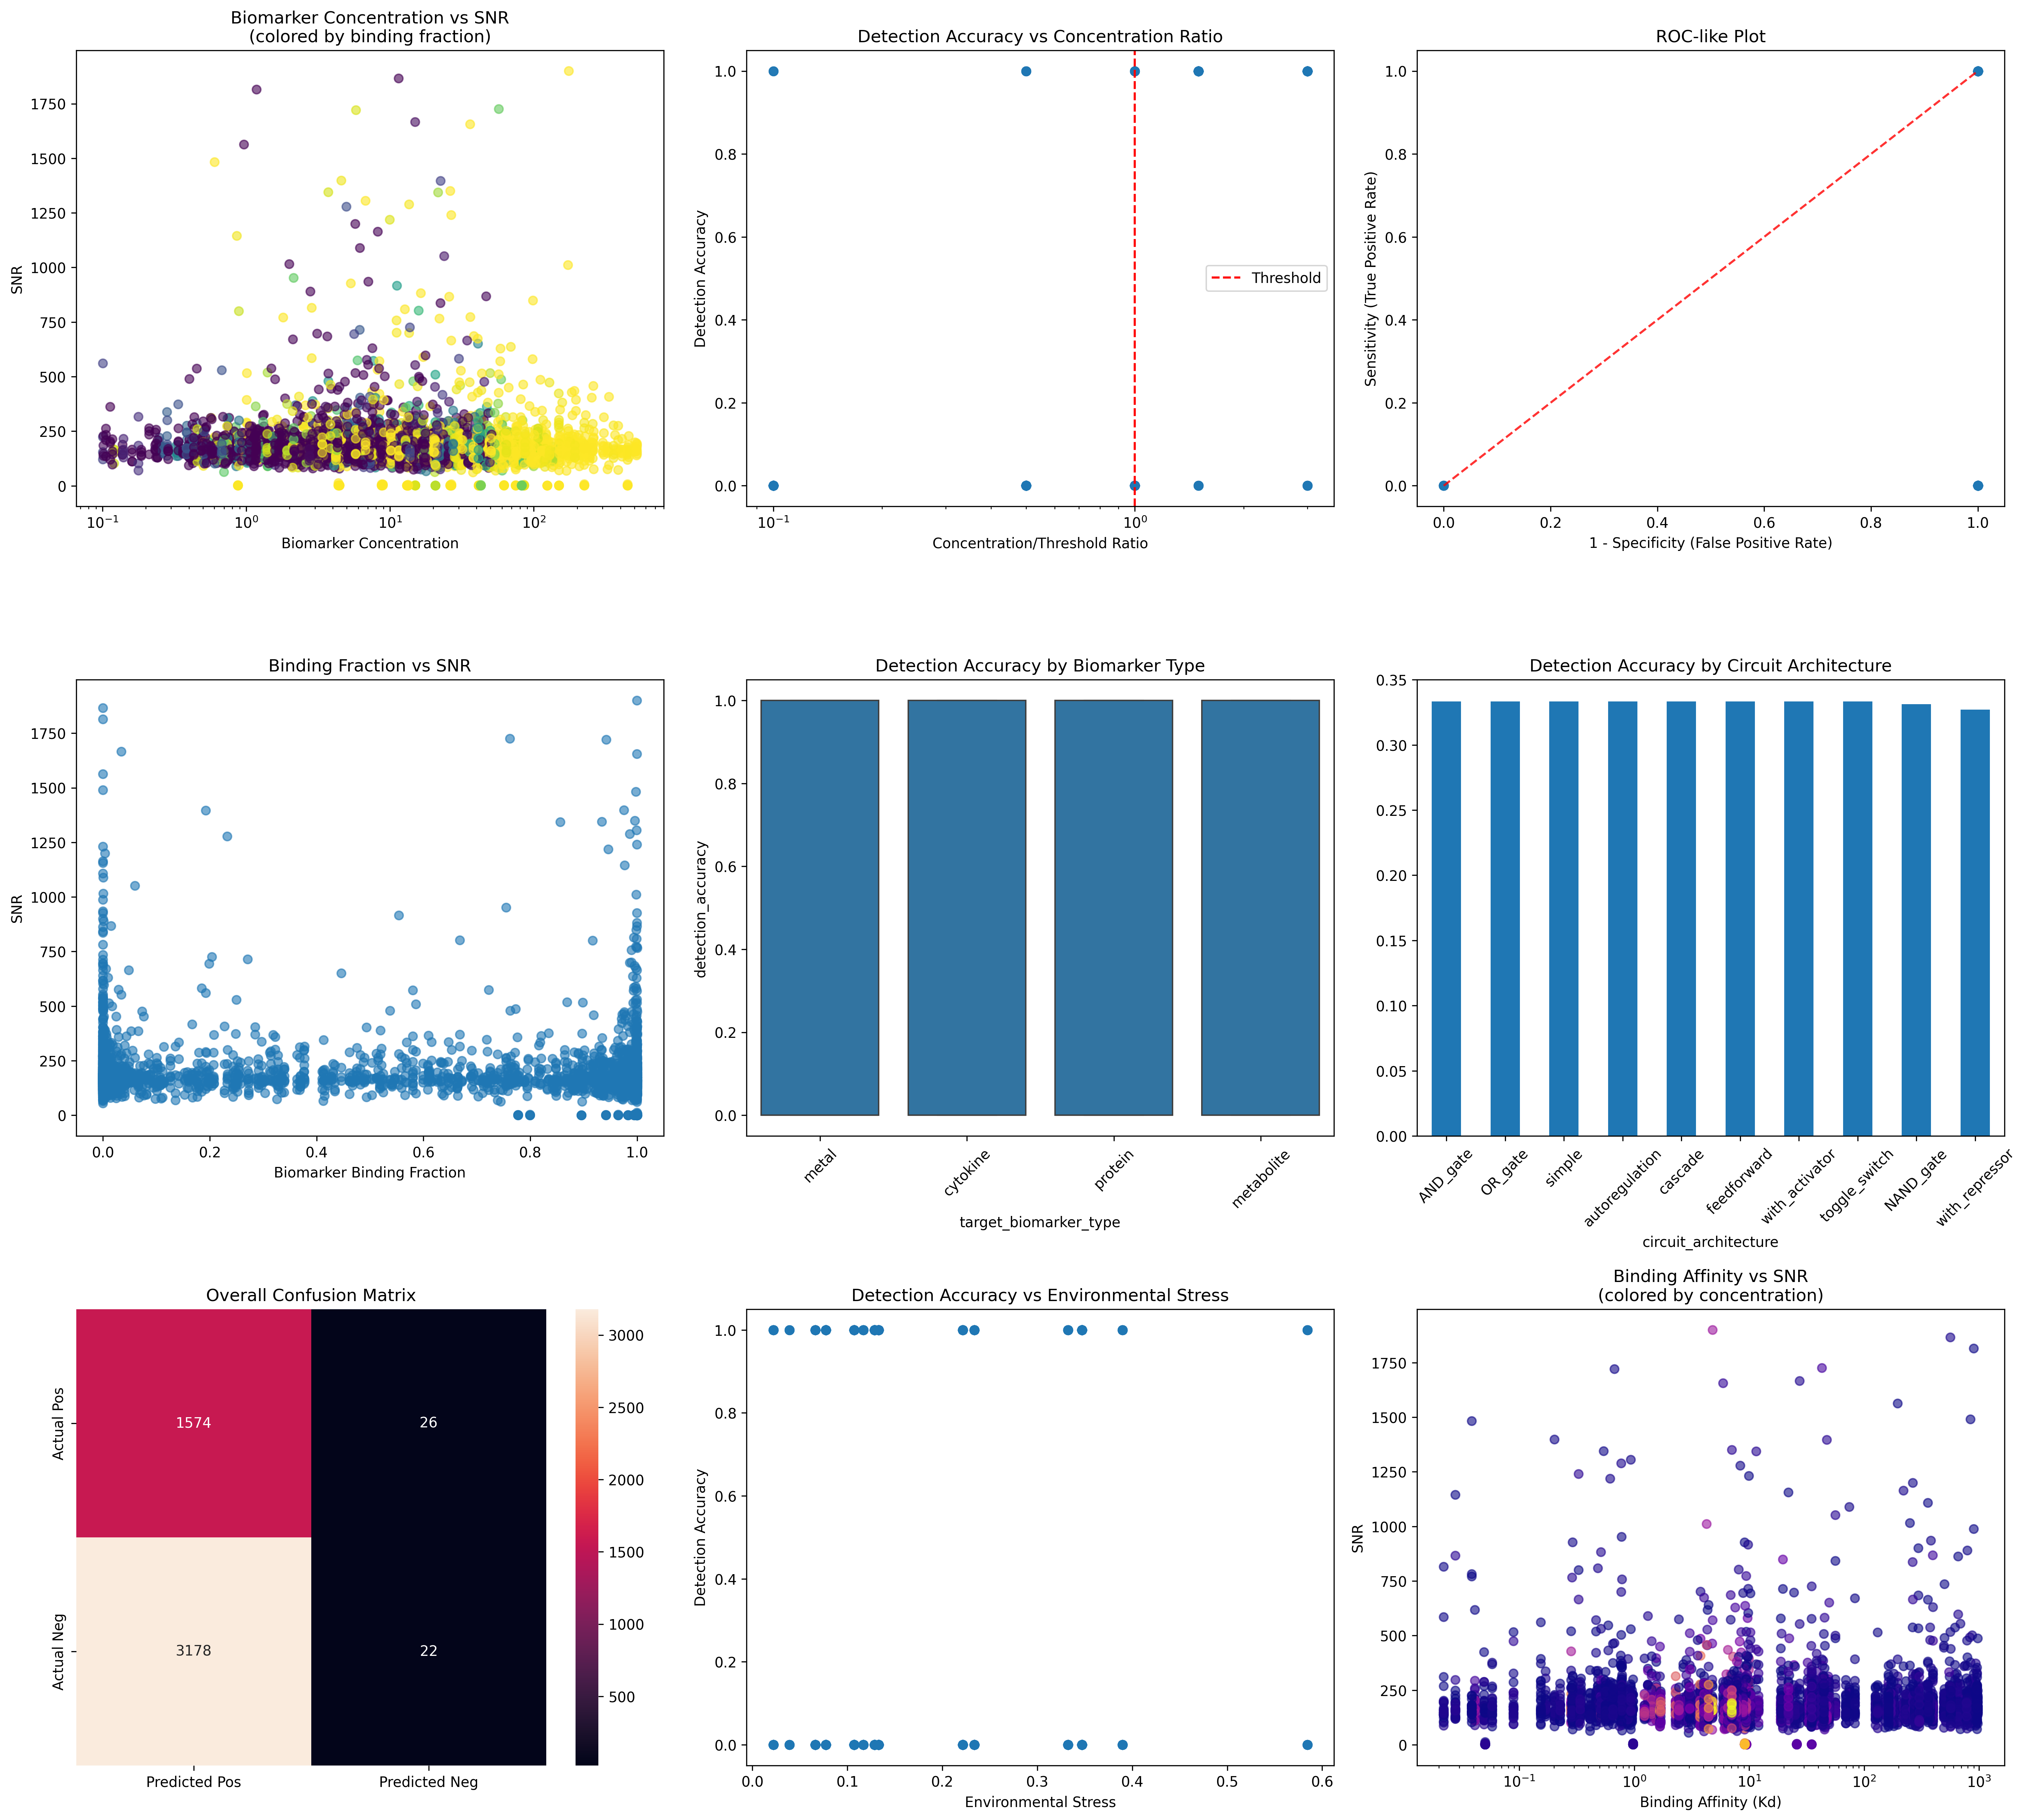 Biomarker Concentration vs SNR
(colored by binding fraction)
SNR
1750
1500
1250
1000
750
500
250
0
10⁻¹
10⁰
10¹
10²
Biomarker Concentration
Detection Accuracy vs Concentration Ratio
Detection Accuracy
1.0
0.8
0.6
0.4
0.2
0.0
Threshold
10⁻¹
10⁰
Concentration/Threshold Ratio
ROC-like Plot
Sensitivity (True Positive Rate)
1.0
0.8
0.6
0.4
0.2
0.0
0.0
0.2
0.4
0.6
0.8
1.0
1 - Specificity (False Positive Rate)
Binding Fraction vs SNR
SNR
1750
1500
1250
1000
750
500
250
0
0.0
0.2
0.4
0.6
0.8
1.0
Biomarker Binding Fraction
Detection Accuracy by Biomarker Type
detection_accuracy
1.0
0.8
0.6
0.4
0.2
0.0
metal
cytokine
protein
metabolite
target_biomarker_type
Detection Accuracy by Circuit Architecture
0.35
0.30
0.25
0.20
0.15
0.10
0.05
0.00
AND_gate
OR_gate
simple
autoregulation
cascade
feedforward
with_activator
toggle_switch
NAND_gate
with_repressor
circuit_architecture
Overall Confusion Matrix
Actual Pos
Actual Neg
1574
26
3178
22
Predicted Pos
Predicted Neg
3000
2500
2000
1500
1000
500
Detection Accuracy vs Environmental Stress
Detection Accuracy
1.0
0.8
0.6
0.4
0.2
0.0
0.0
0.1
0.2
0.3
0.4
0.5
0.6
Environmental Stress
Binding Affinity vs SNR
(colored by concentration)
SNR
1750
1500
1250
1000
750
500
250
0
10⁻¹
10⁰
10¹
10²
10³
Binding Affinity (Kd)